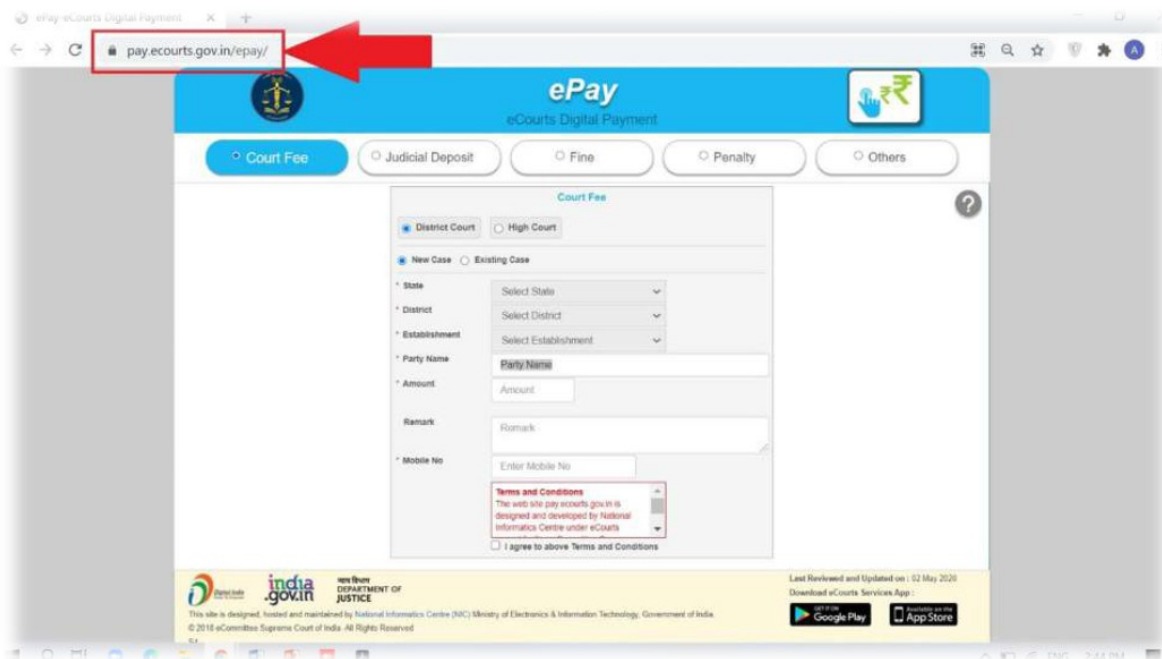 ePay-eCourts Digital Payment
pay.ecourts.gov.in/epay/
A
ePay
eCourts Digital Payment
Court Fee
Judicial Deposit
Fine
Penalty
Others
Court Fee
?
District Court
High Court
New Case
Existing Case
* State
Select State
* District
Select District
* Establishment
Select Establishment
* Party Name
Party Name
* Amount
Amount
Remark
Remark
* Mobile No
Enter Mobile No
Terms and Conditions
The web site pay.ecourts.gov.in is
designed and developed by National
Informatics Centre under eCourts
I agree to above Terms and Conditions
Digital India
india
.gov.in
न्याय विभाग
DEPARTMENT OF
JUSTICE
Last Reviewed and Updated on : 02 May 2020
Download eCourts Services App :
GET IT ON
Google Play
Available on the
App Store
This site is designed, hosted and maintained by National Informatics Centre (NIC) Ministry of Electronics & Information Technology, Government of India.
© 2018 eCommittee Supreme Court of India. All Rights Reserved
ENG
2:44 PM